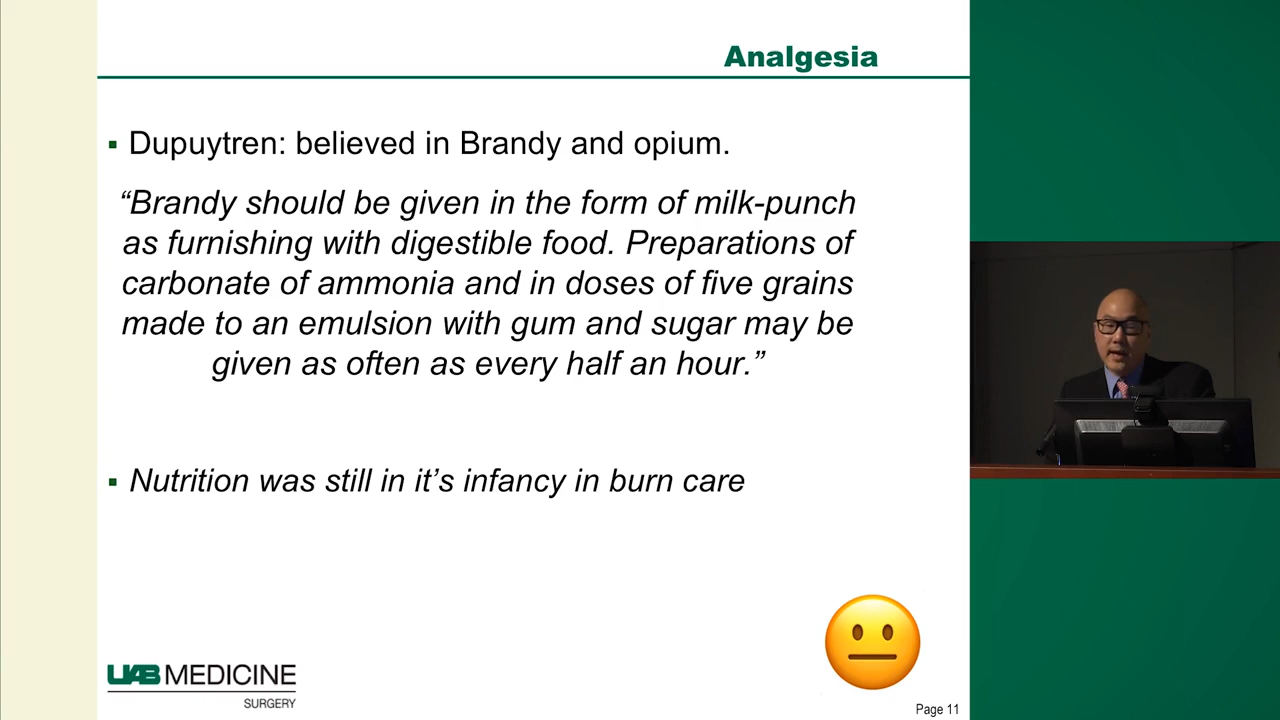 Analgesia
▪ Dupuytren: believed in Brandy and opium.
“Brandy should be given in the form of milk-punch
as furnishing with digestible food. Preparations of
carbonate of ammonia and in doses of five grains
made to an emulsion with gum and sugar may be
given as often as every half an hour.”
▪ Nutrition was still in it’s infancy in burn care
UAB MEDICINE
SURGERY
Page 11